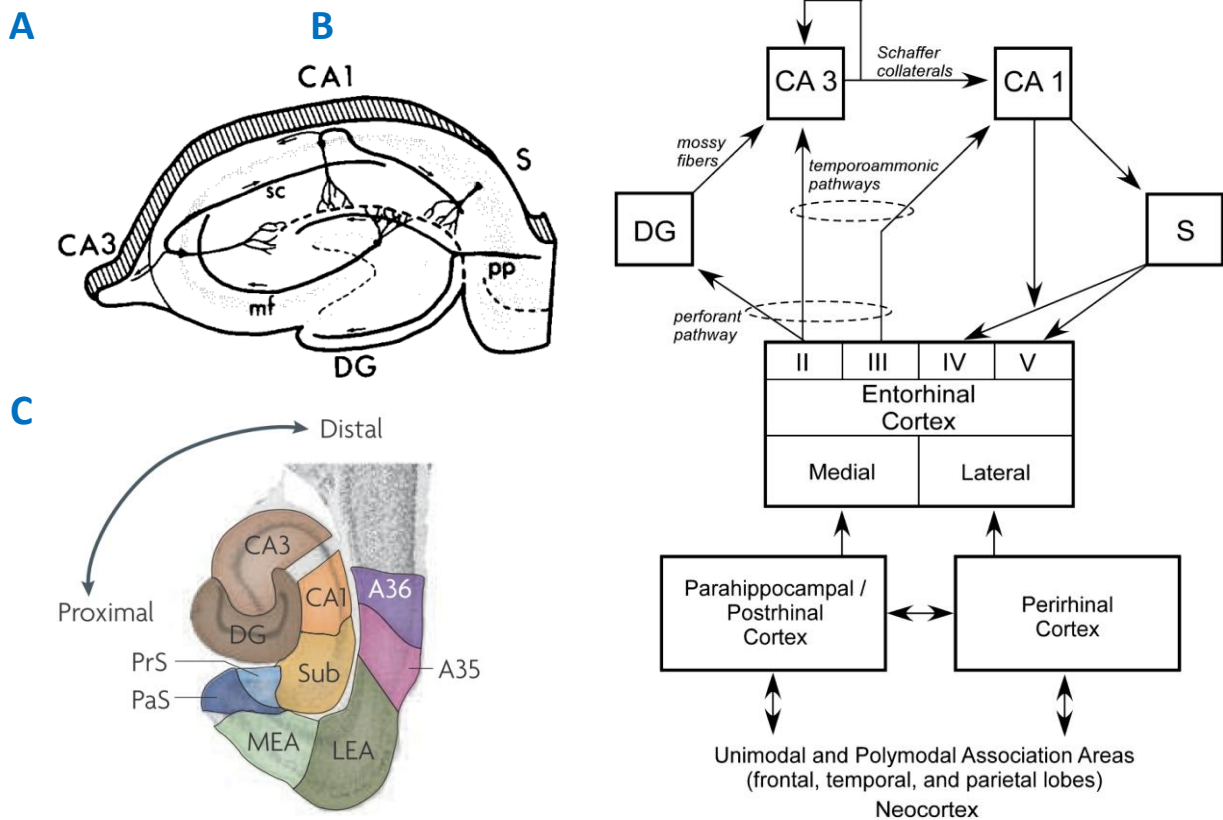 A
B
CA1
S
sc
CA3
pp
mf
DG
C
Distal
Proximal
CA3
CA1
A36
DG
PrS
Sub
A35
PaS
MEA
LEA
Schaffer
collaterals
CA 3
CA 1
mossy
fibers
temporoammonic
pathways
DG
S
perforant
pathway
II
III
IV
V
Entorhinal
Cortex
Medial
Lateral
Parahippocampal /
Postrhinal
Cortex
Perirhinal
Cortex
Unimodal and Polymodal Association Areas
(frontal, temporal, and parietal lobes)
Neocortex